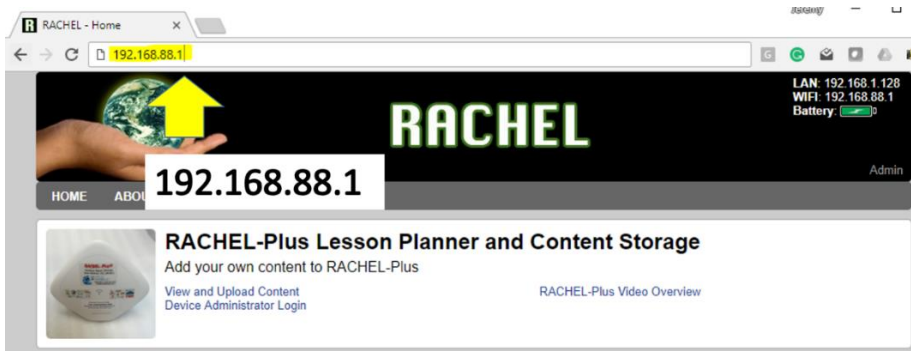 RACHEL - Home
Jeremy
192.168.88.1
RACHEL
LAN: 192.168.1.128
WIFI: 192.168.88.1
Battery:
Admin
192.168.88.1
HOME ABOU
RACHEL-Plus Lesson Planner and Content Storage
Add your own content to RACHEL-Plus
View and Upload Content
RACHEL-Plus Video Overview
Device Administrator Login